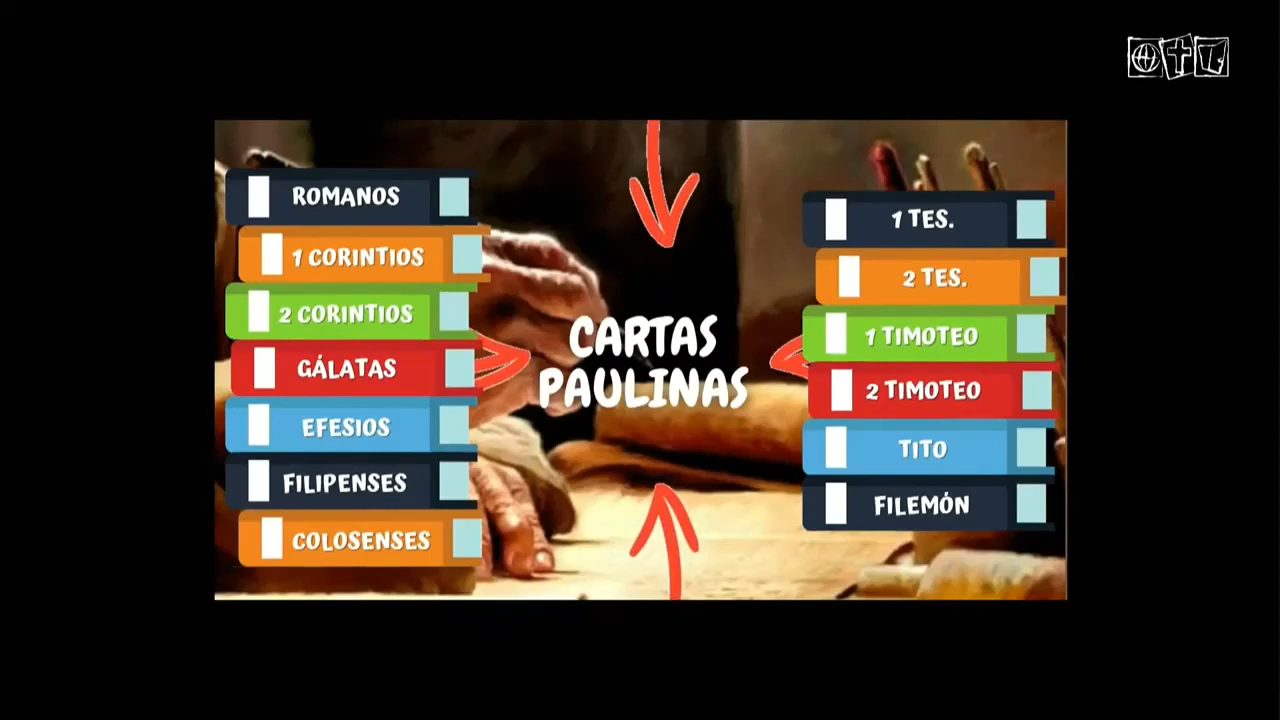 ROMANOS
1 CORINTIOS
2 CORINTIOS
GÁLATAS
EFESIOS
FILIPENSES
COLOSENSES
CARTAS
PAULINAS
1 TES.
2 TES.
1 TIMOTEO
2 TIMOTEO
TITO
FILEMÓN